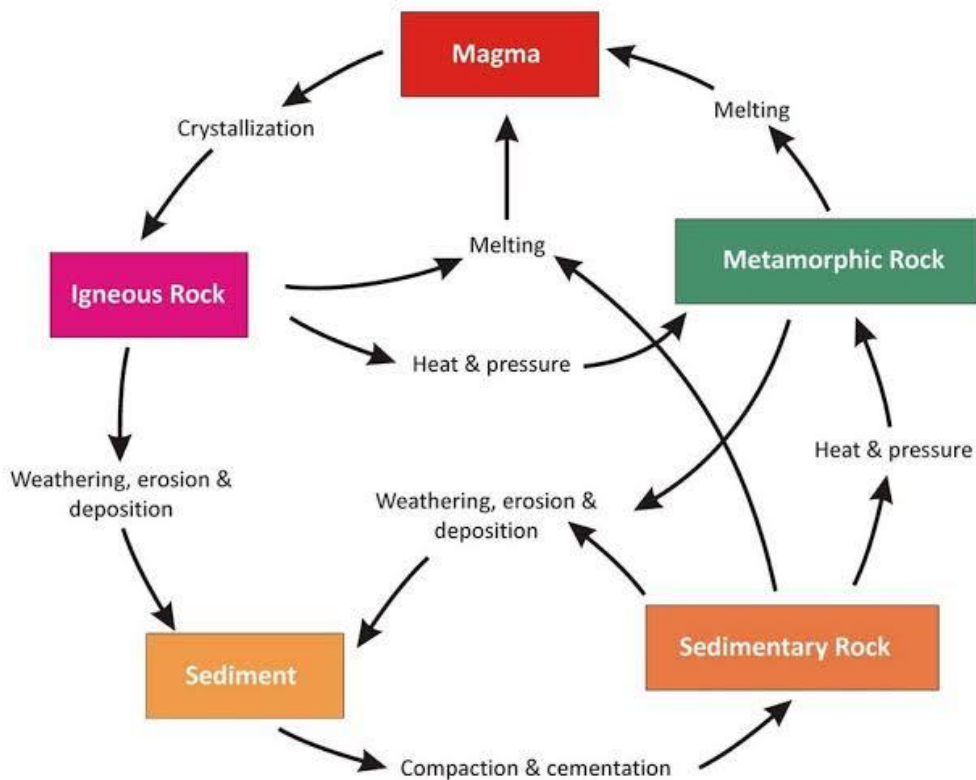 Magma
Melting
Crystallization
Melting
Metamorphic Rock
Igneous Rock
Heat & pressure
Heat & pressure
Weathering, erosion &
deposition
Weathering, erosion &
deposition
Sediment
Sedimentary Rock
Compaction & cementation